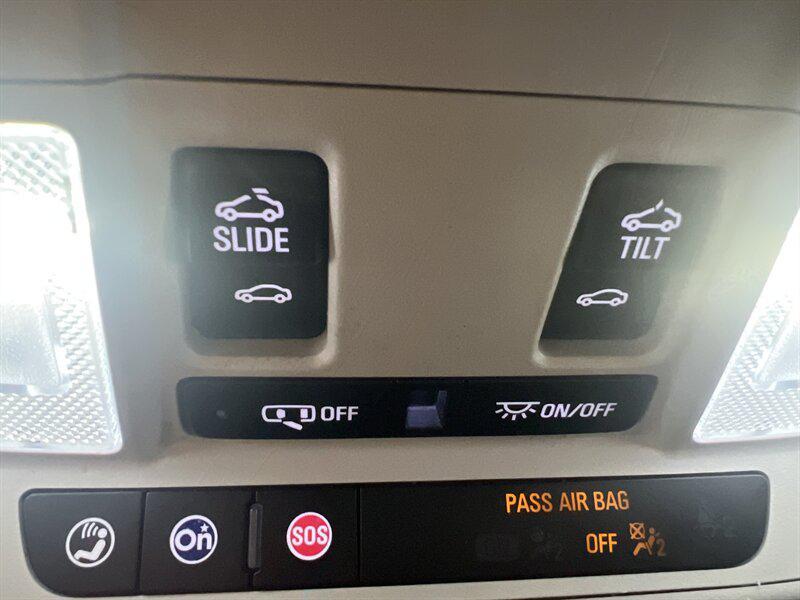 SLIDE
TILT
OFF
ON/OFF
On
SOS
PASS AIR BAG
OFF 2